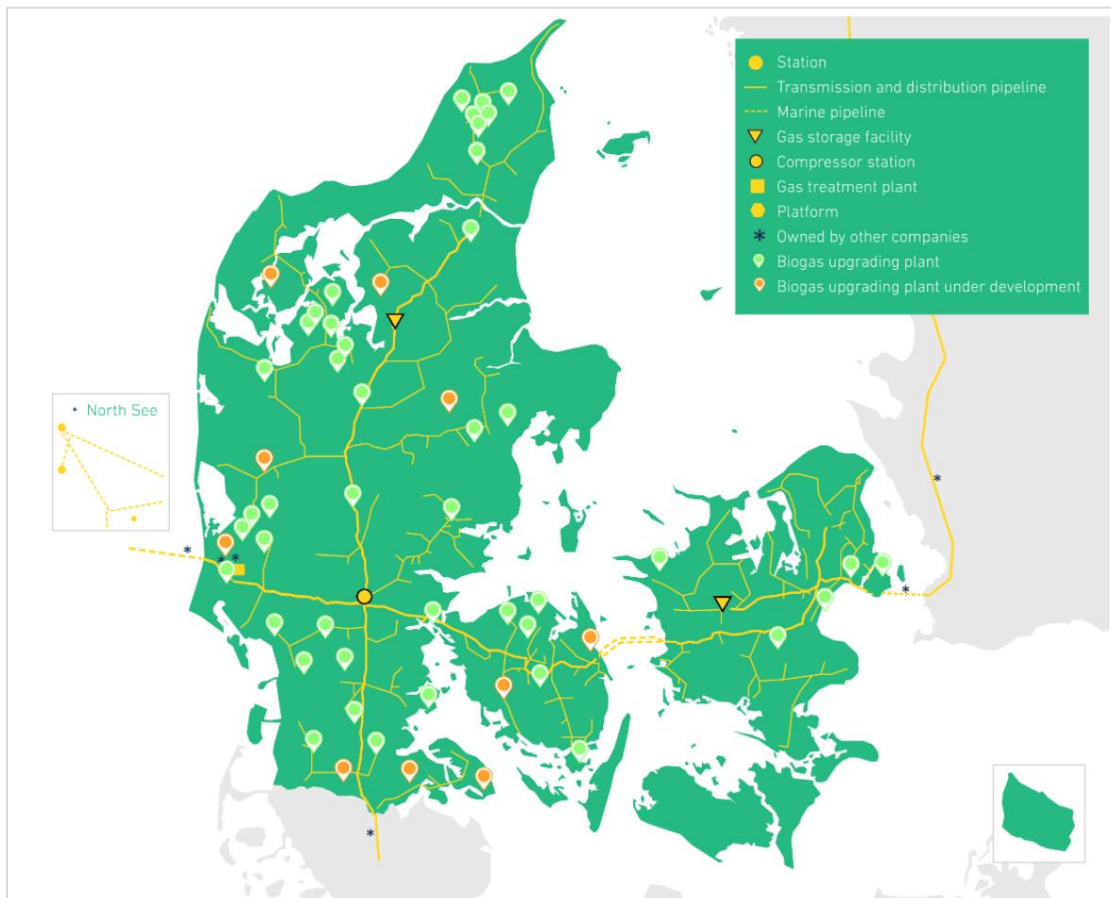 Station
Transmission and distribution pipeline
Marine pipeline
Gas storage facility
Compressor station
Gas treatment plant
Platform
* Owned by other companies
Biogas upgrading plant
Biogas upgrading plant under development
North See